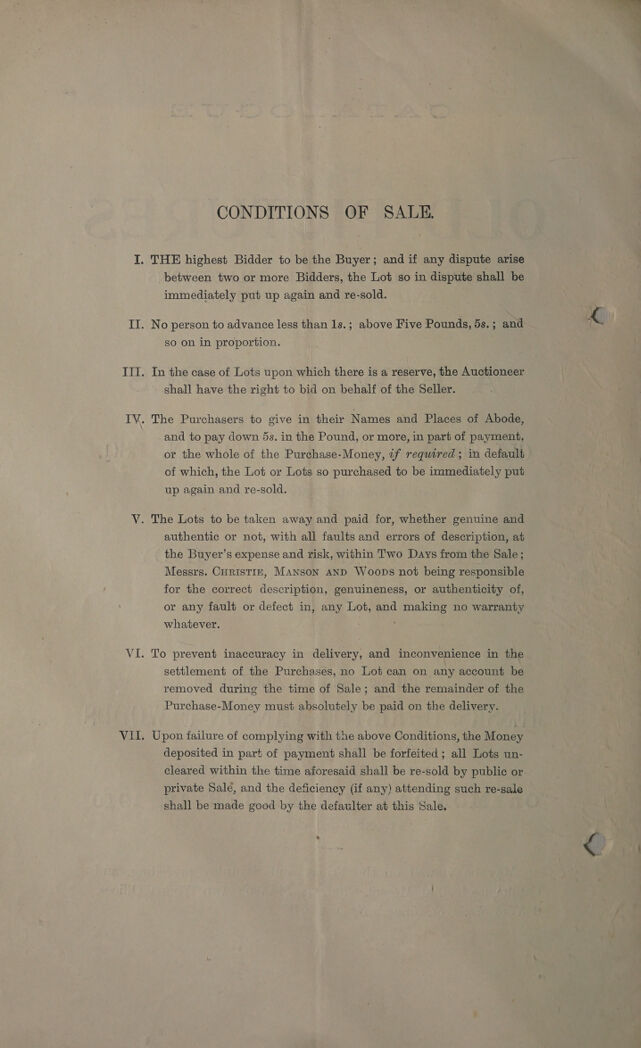 CONDITIONS OF SALE.
I. THE highest Bidder to be the Buyer; and if any dispute arise
between two or more Bidders, the Lot so in dispute shall be
immediately put up again and re-sold.
II. No person to advance less than 1s.; above Five Pounds, 5s.; and
so on in proportion.
III. In the case of Lots upon which there is a reserve, the Auctioneer
shall have the right to bid on behalf of the Seller.
IV. The Purchasers to give in their Names and Places of Abode,
and to pay down 5s. in the Pound, or more, in part of payment,
or the whole of the Purchase-Money, if required; in default
of which, the Lot or Lots so purchased to be immediately put
up again and re-sold.
V. The Lots to be taken away and paid for, whether genuine and
authentic or not, with all faults and errors of description, at
the Buyer's expense and risk, within Two Days from the Sale;
Messrs. CHRISTIE, MANSON AND WOODS not being responsible
for the correct description, genuineness, or authenticity of,
or any fault or defect in, any Lot, and making no warranty
whatever.
VI. To prevent inaccuracy in delivery, and inconvenience in the
settlement of the Purchases, no Lot can on any account be
removed during the time of Sale; and the remainder of the
Purchase-Money must absolutely be paid on the delivery.
VII. Upon failure of complying with the above Conditions, the Money
deposited in part of payment shall be forfeited; all Lots un-
cleared within the time aforesaid shall be re-sold by public or
private Sale, and the deficiency (if any) attending such re-sale
shall be made good by the defaulter at this Sale.